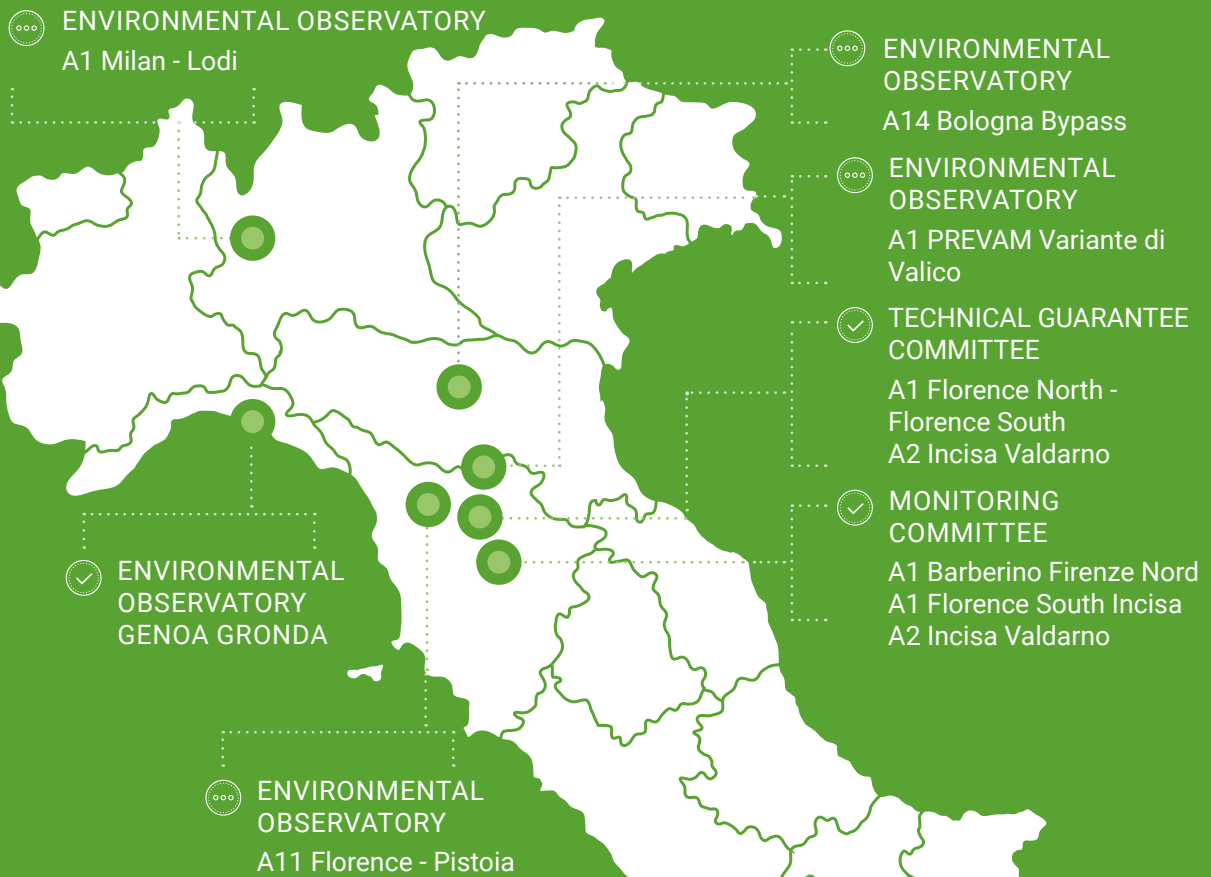 ENVIRONMENTAL OBSERVATORY
A1 Milan - Lodi
ENVIRONMENTAL
OBSERVATORY
A14 Bologna Bypass
ENVIRONMENTAL
OBSERVATORY
A1 PREVAM Variante di
Valico
TECHNICAL GUARANTEE
COMMITTEE
A1 Florence North -
Florence South
A2 Incisa Valdarno
MONITORING
COMMITTEE
A1 Barberino Firenze Nord
A1 Florence South Incisa
A2 Incisa Valdarno
ENVIRONMENTAL
OBSERVATORY
GENOA GRONDA
ENVIRONMENTAL
OBSERVATORY
A11 Florence - Pistoia